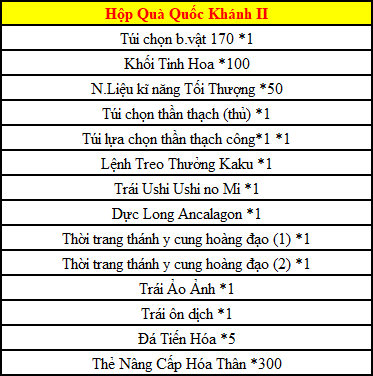 Hộp Quà Quốc Khánh II
Túi chọn b.vật 170 *1
Khối Tinh Hoa *100
N.Liệu kĩ năng Tối Thượng *50
Túi chọn thần thạch (thủ) *1
Túi lựa chọn thần thạch công*1 *1
Lệnh Treo Thưởng Kaku *1
Trái Ushi Ushi no Mi *1
Dực Long Ancalagon *1
Thời trang thánh y cung hoàng đạo (1) *1
Thời trang thánh y cung hoàng đạo (2) *1
Trái Ảo Ảnh *1
Trái ôn dịch *1
Đá Tiến Hóa *5
Thẻ Nâng Cấp Hóa Thân *300